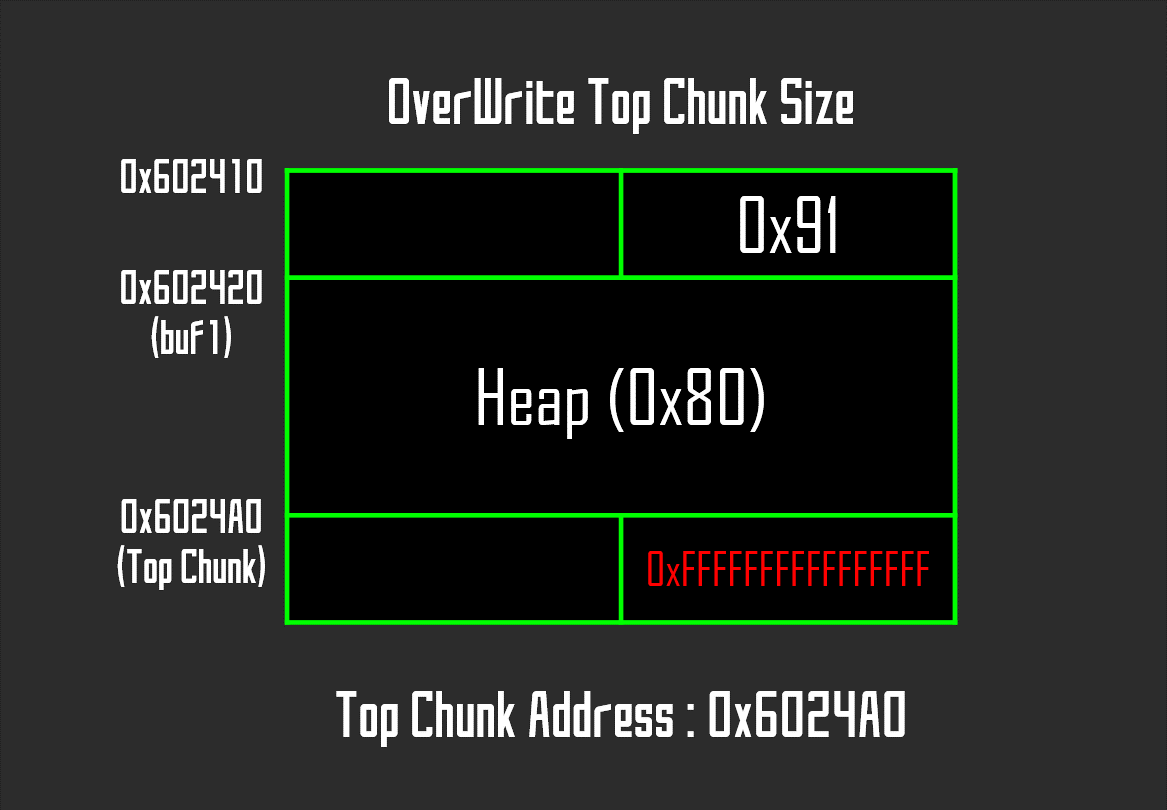 OverWrite Top Chunk Size
0x602410
0x91
0x602420
(buf1)
Heap (0x80)
0x6024A0
(Top Chunk)
0xFFFFFFFFFFFFFFFF
Top Chunk Address : 0x6024A0